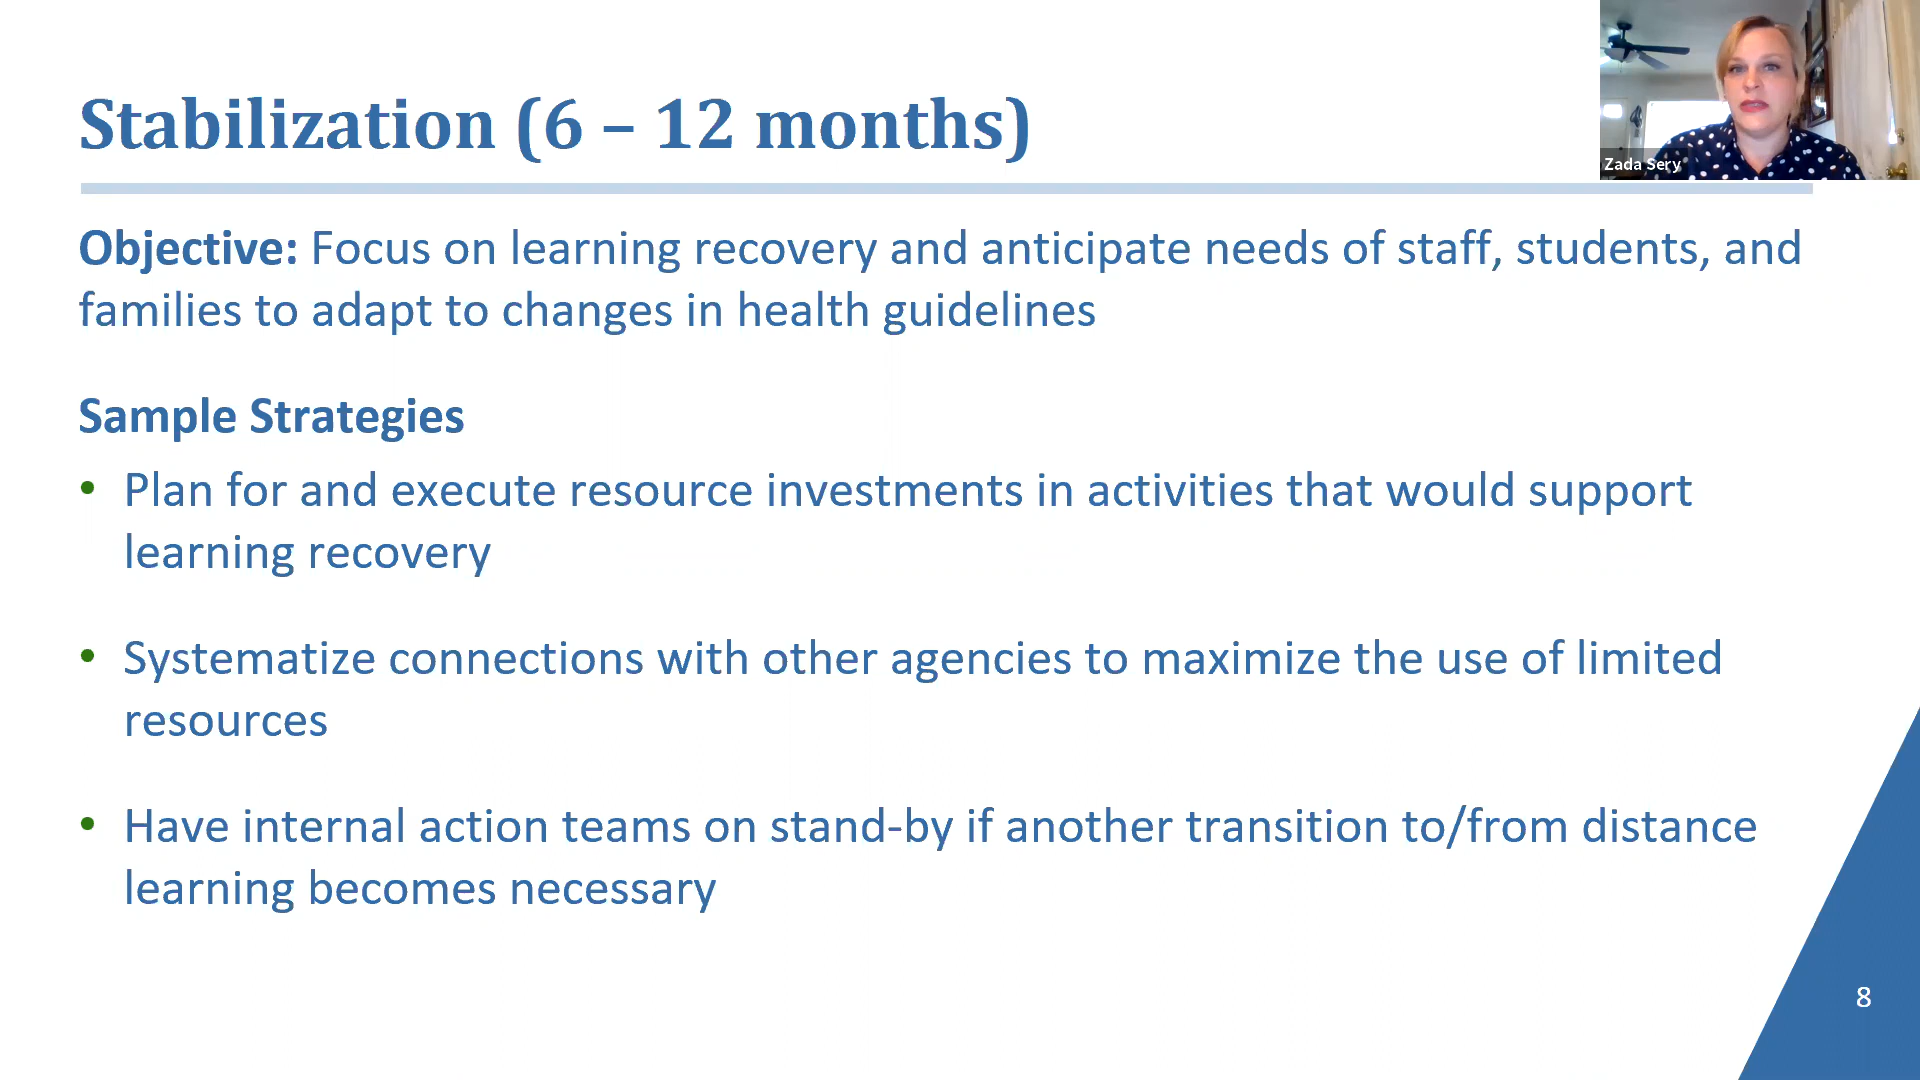 Stabilization (6 – 12 months)
Zada Sery
Objective: Focus on learning recovery and anticipate needs of staff, students, and
families to adapt to changes in health guidelines
Sample Strategies
• Plan for and execute resource investments in activities that would support
learning recovery
• Systematize connections with other agencies to maximize the use of limited
resources
• Have internal action teams on stand-by if another transition to/from distance
learning becomes necessary
8